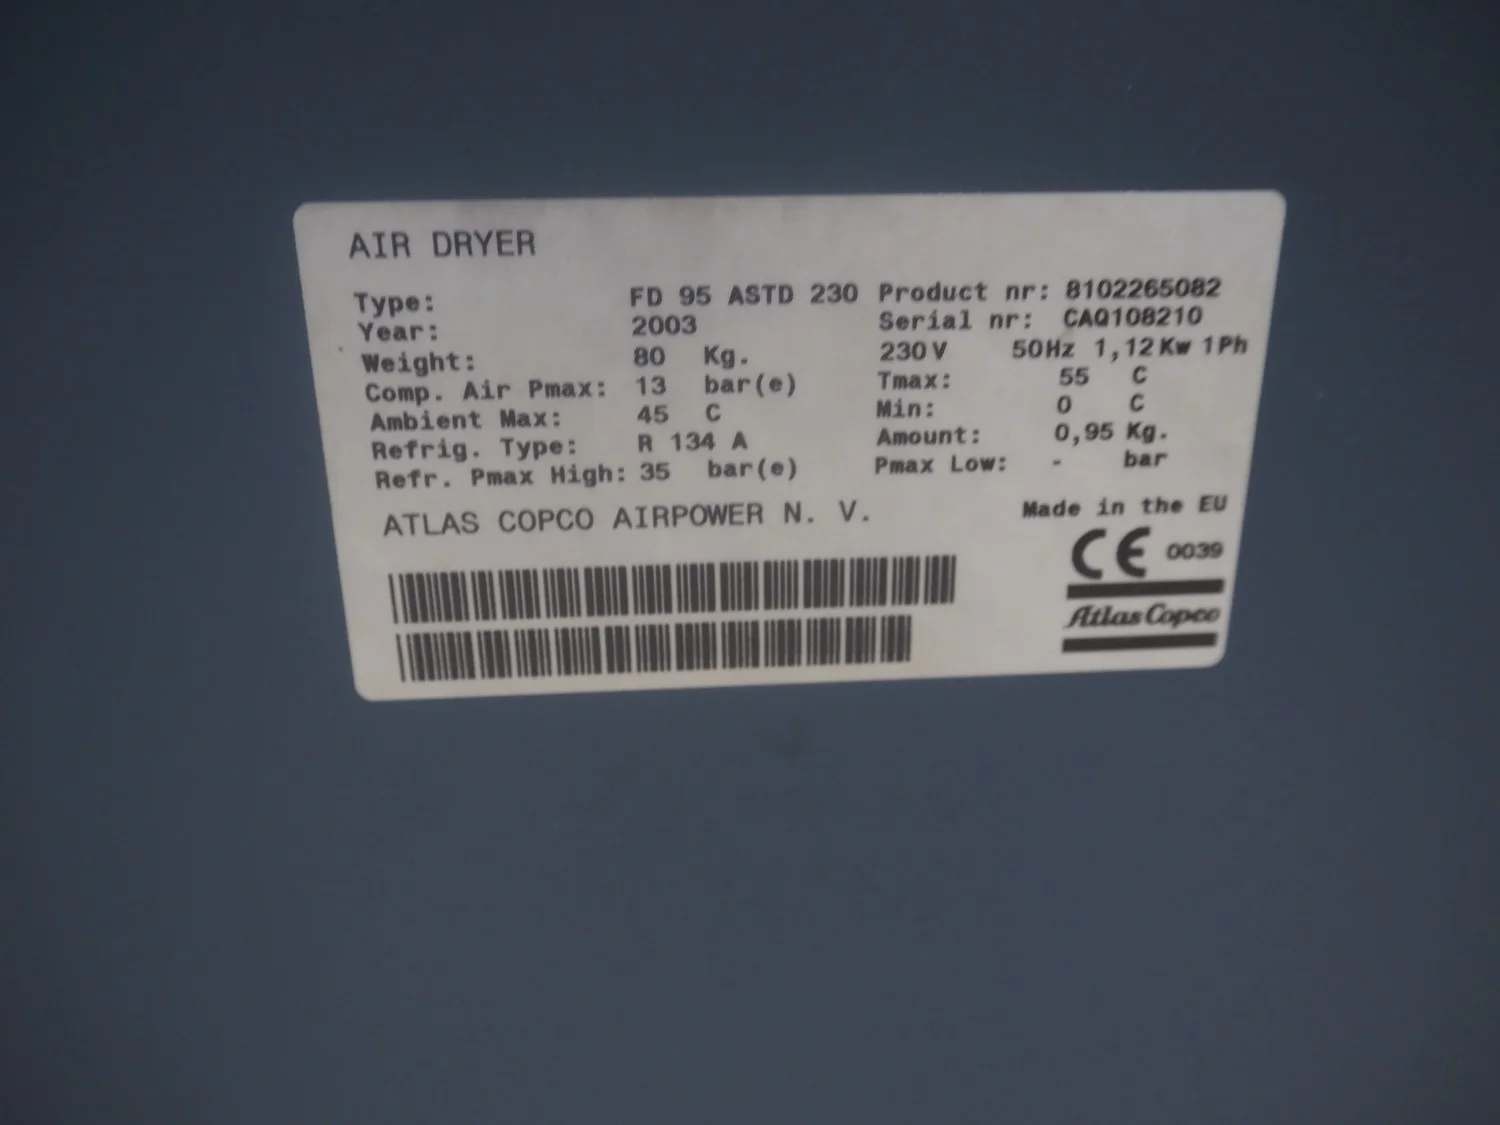 AIR DRYER
Type: FD 95 ASTD 230 Product nr: 8102265082
Year: 2003 Serial nr: CAQ108210
Weight: 80 Kg. 230V 50Hz 1,12Kw 1Ph
Comp. Air Pmax: 13 bar(e) Tmax: 55 C
Ambient Max: 45 C Min: 0 C
Refrig. Type: R 134 A Amount: 0,95 Kg.
Refr. Pmax High: 35 bar(e) Pmax Low: - bar
ATLAS COPCO AIRPOWER N. V. Made in the EU
CE 0039
Atlas Copco